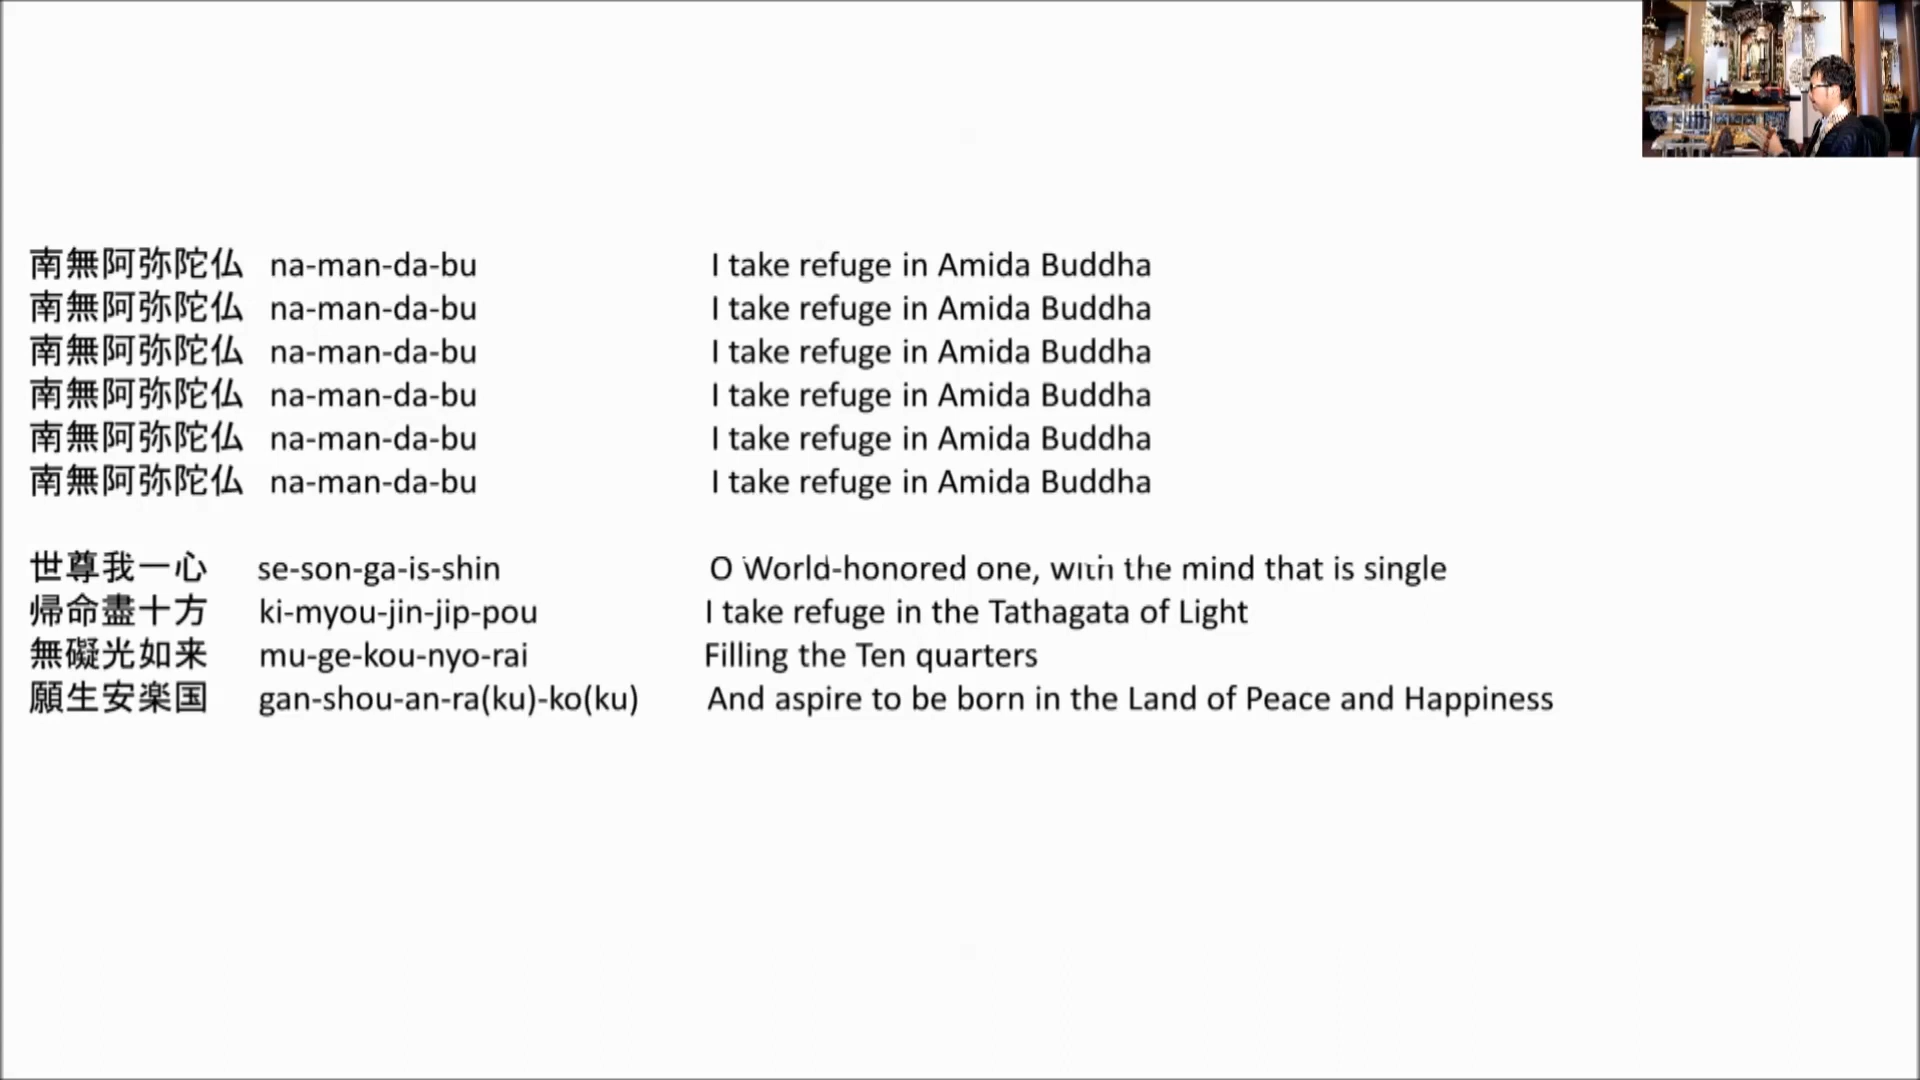 南無阿弥陀仏 na-man-da-bu I take refuge in Amida Buddha
南無阿弥陀仏 na-man-da-bu I take refuge in Amida Buddha
南無阿弥陀仏 na-man-da-bu I take refuge in Amida Buddha
南無阿弥陀仏 na-man-da-bu I take refuge in Amida Buddha
南無阿弥陀仏 na-man-da-bu I take refuge in Amida Buddha
南無阿弥陀仏 na-man-da-bu I take refuge in Amida Buddha
世尊我一心 se-son-ga-is-shin O World-honored one, with the mind that is single
帰命盡十方 ki-myou-jin-jip-pou I take refuge in the Tathagata of Light
無礙光如来 mu-ge-kou-nyo-rai Filling the Ten quarters
願生安楽国 gan-shou-an-ra(ku)-ko(ku) And aspire to be born in the Land of Peace and Happiness